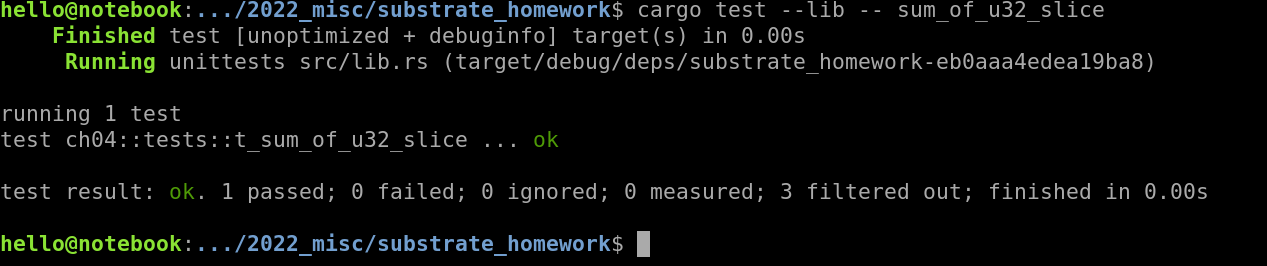 hello@notebook:.../2022_misc/substrate_homework$ cargo test --lib -- sum_of_u32_slice
    Finished test [unoptimized + debuginfo] target(s) in 0.00s
     Running unittests src/lib.rs (target/debug/deps/substrate_homework-eb0aaa4edea19ba8)

running 1 test
test ch04::tests::t_sum_of_u32_slice ... ok

test result: ok. 1 passed; 0 failed; 0 ignored; 0 measured; 3 filtered out; finished in 0.00s

hello@notebook:.../2022_misc/substrate_homework$